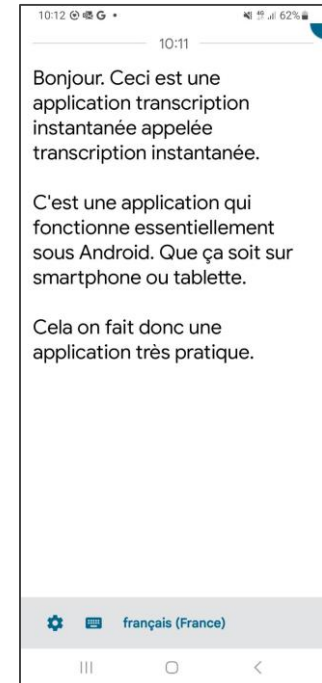 10:12 G • 62%
10:11
Bonjour. Ceci est une
application transcription
instantanée appelée
transcription instantanée.
C'est une application qui
fonctionne essentiellement
sous Android. Que ça soit sur
smartphone ou tablette.
Cela on fait donc une
application très pratique.
français (France)